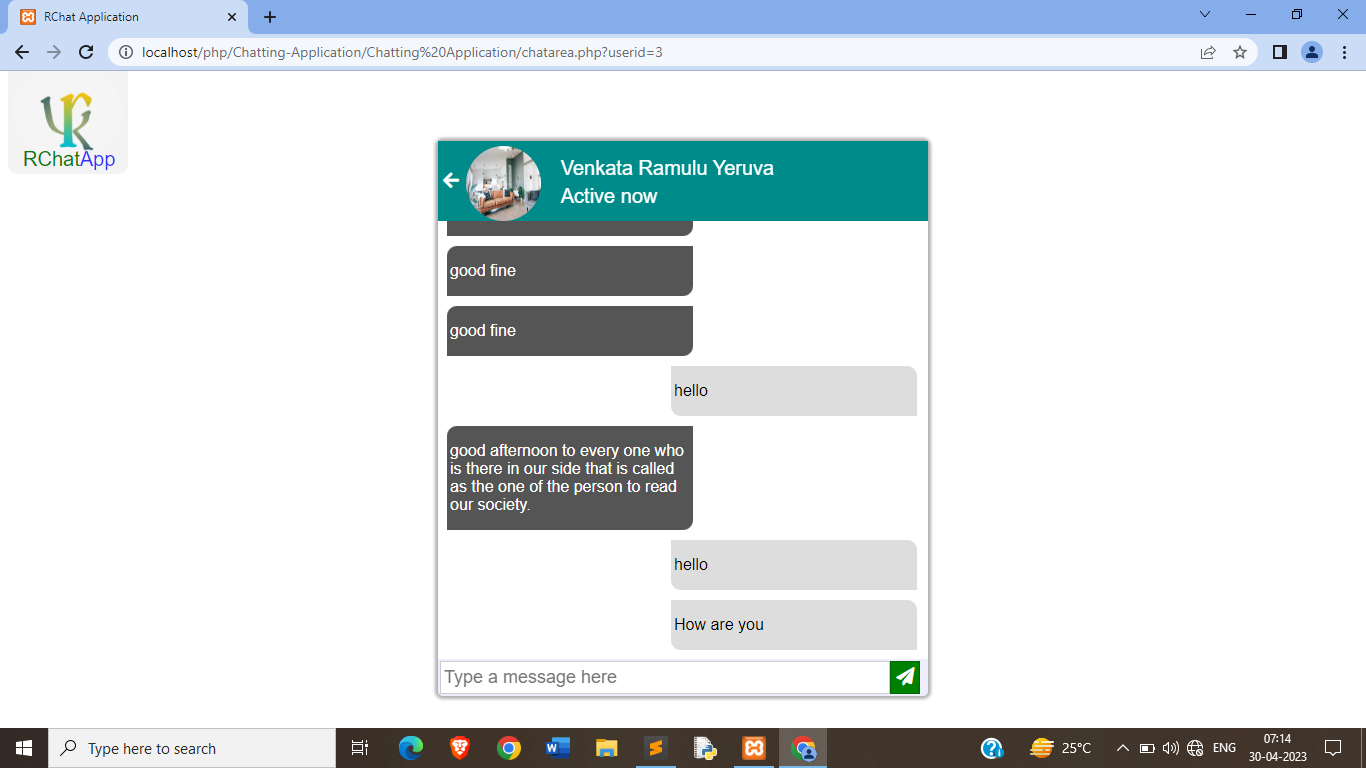 RChat Application
localhost/php/Chatting-Application/Chatting%20Application/chatarea.php?userid=3
RChatApp
Venkata Ramulu Yeruva
Active now
good fine
good fine
hello
good afternoon to every one who
is there in our side that is called
as the one of the person to read
our society.
hello
How are you
Type a message here
Type here to search
25°C
ENG
07:14
30-04-2023